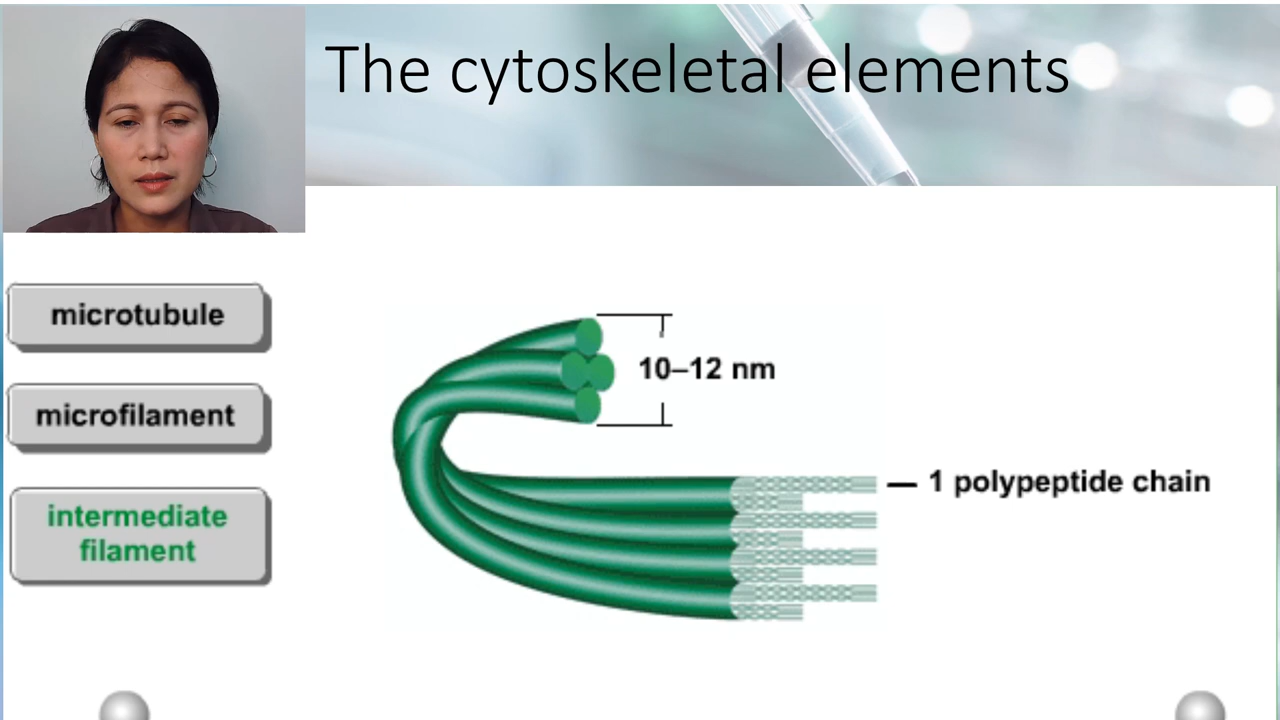 The cytoskeletal elements
microtubule
microfilament
intermediate
filament
10–12 nm
1 polypeptide chain